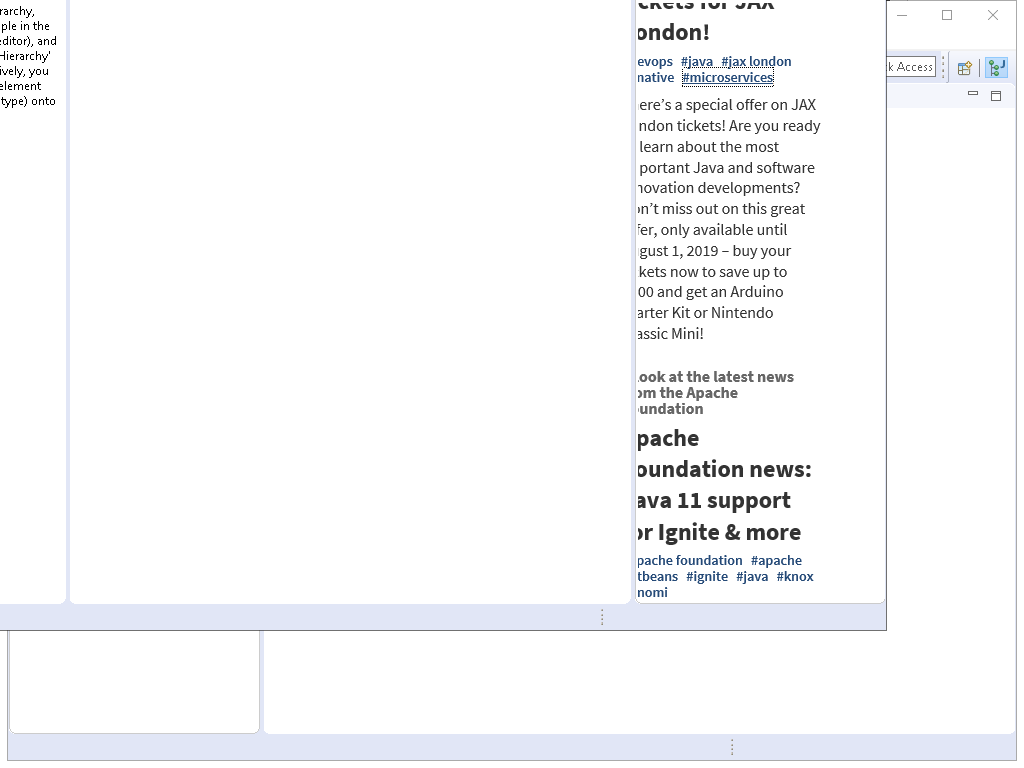 rarchy,
ple in the
editor), and
Hierarchy'
ively, you
element
type) onto
ckets for JAX
ondon!
evops #java #jax london
native #microservices
ere’s a special offer on JAX
ndon tickets! Are you ready
learn about the most
portant Java and software
novation developments?
on’t miss out on this great
fer, only available until
gust 1, 2019 – buy your
kets now to save up to
00 and get an Arduino
arter Kit or Nintendo
assic Mini!
ook at the latest news
om the Apache
undation
pache
oundation news:
ava 11 support
or Ignite & more
pache foundation #apache
tbeans #ignite #java #knox
nomi
k Access